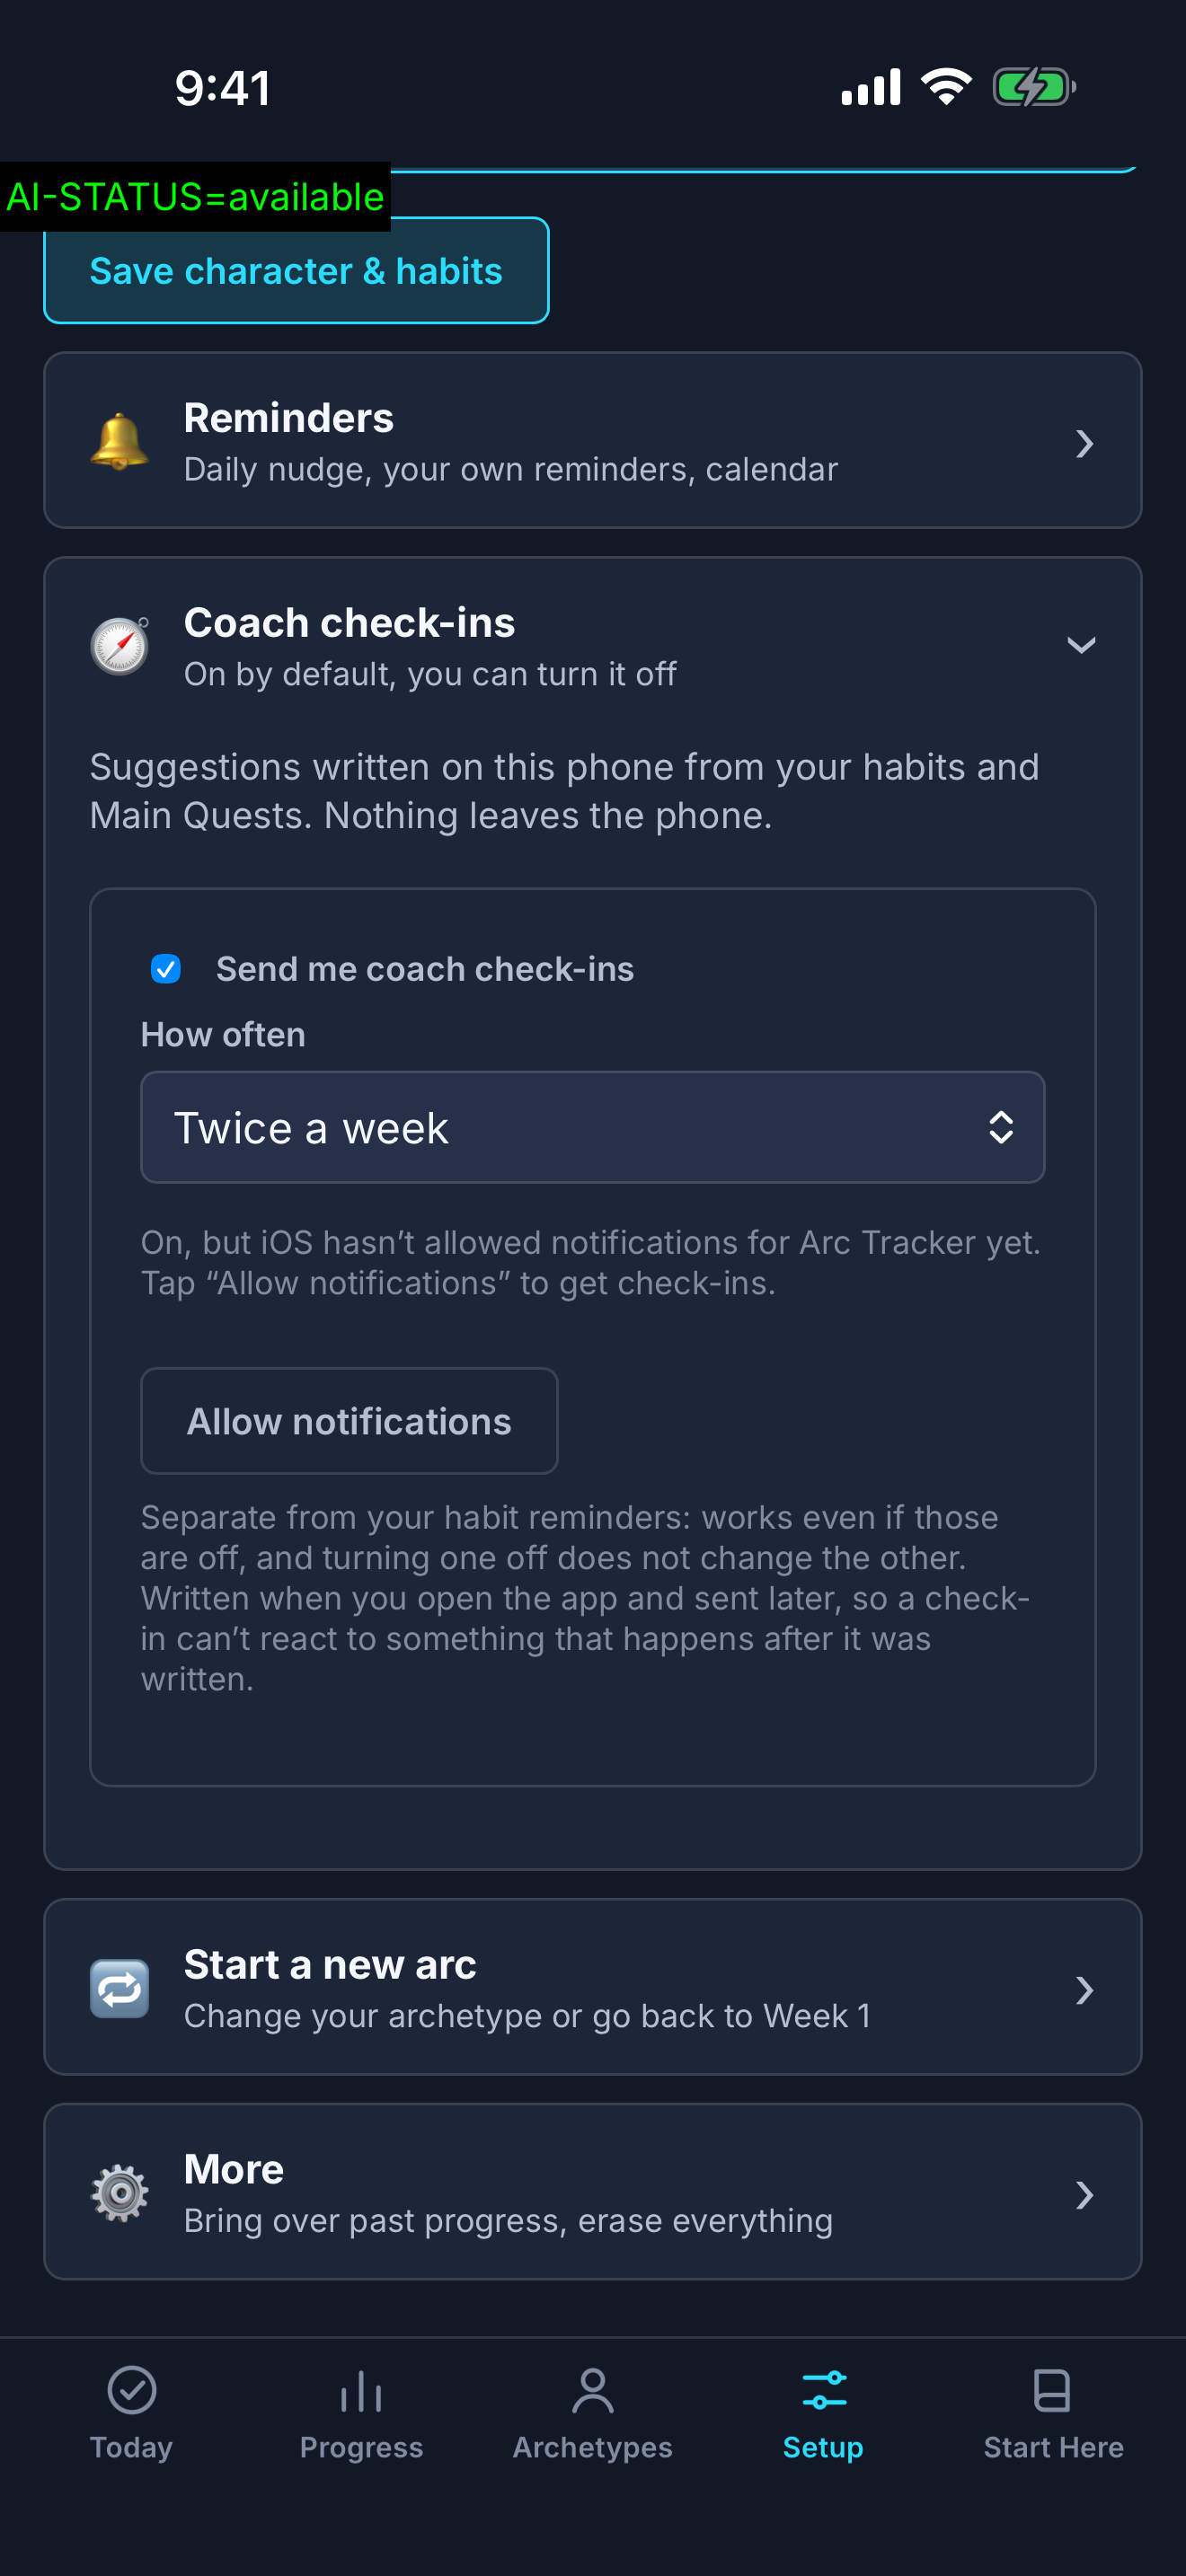 9:41
AI-STATUS=available
Save character & habits
Reminders
Daily nudge, your own reminders, calendar
Coach check-ins
On by default, you can turn it off
Suggestions written on this phone from your habits and
Main Quests. Nothing leaves the phone.
Send me coach check-ins
How often
Twice a week
On, but iOS hasn’t allowed notifications for Arc Tracker yet.
Tap “Allow notifications” to get check-ins.
Allow notifications
Separate from your habit reminders: works even if those
are off, and turning one off does not change the other.
Written when you open the app and sent later, so a check-
in can’t react to something that happens after it was
written.
Start a new arc
Change your archetype or go back to Week 1
More
Bring over past progress, erase everything
Today
Progress
Archetypes
Setup
Start Here